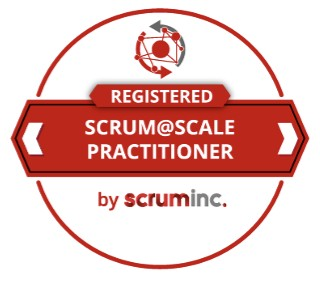 REGISTERED
SCRUM@SCALE
PRACTITIONER
by scruminc.